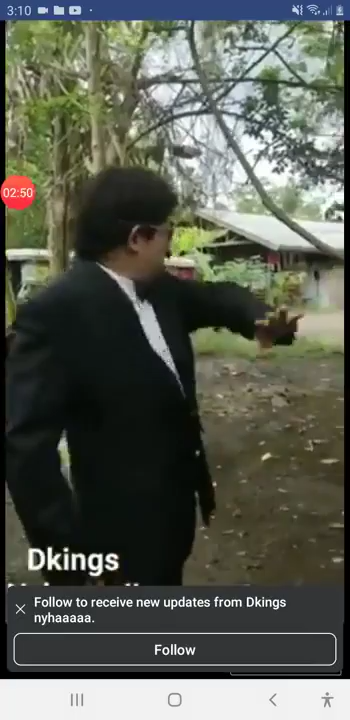 3:10
02:50
Dkings
Follow to receive new updates from Dkings
nyhaaaaa.
Follow